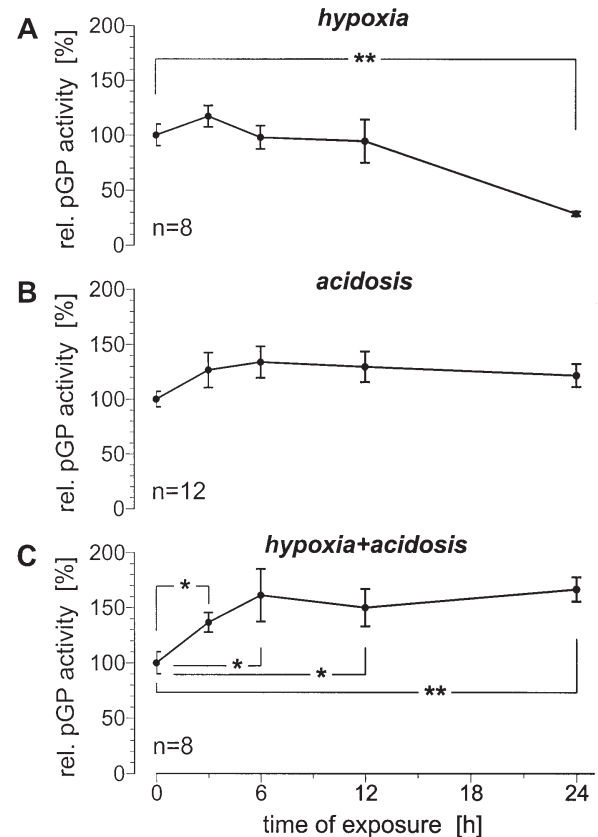 A
hypoxia
rel. pGP activity [%]
200
150
100
50
0
**
n=8
B
acidosis
rel. pGP activity [%]
200
150
100
50
0
n=12
C
hypoxia+acidosis
rel. pGP activity [%]
200
150
100
50
0
*
*
*
**
n=8
0 6 12 18 24
time of exposure [h]